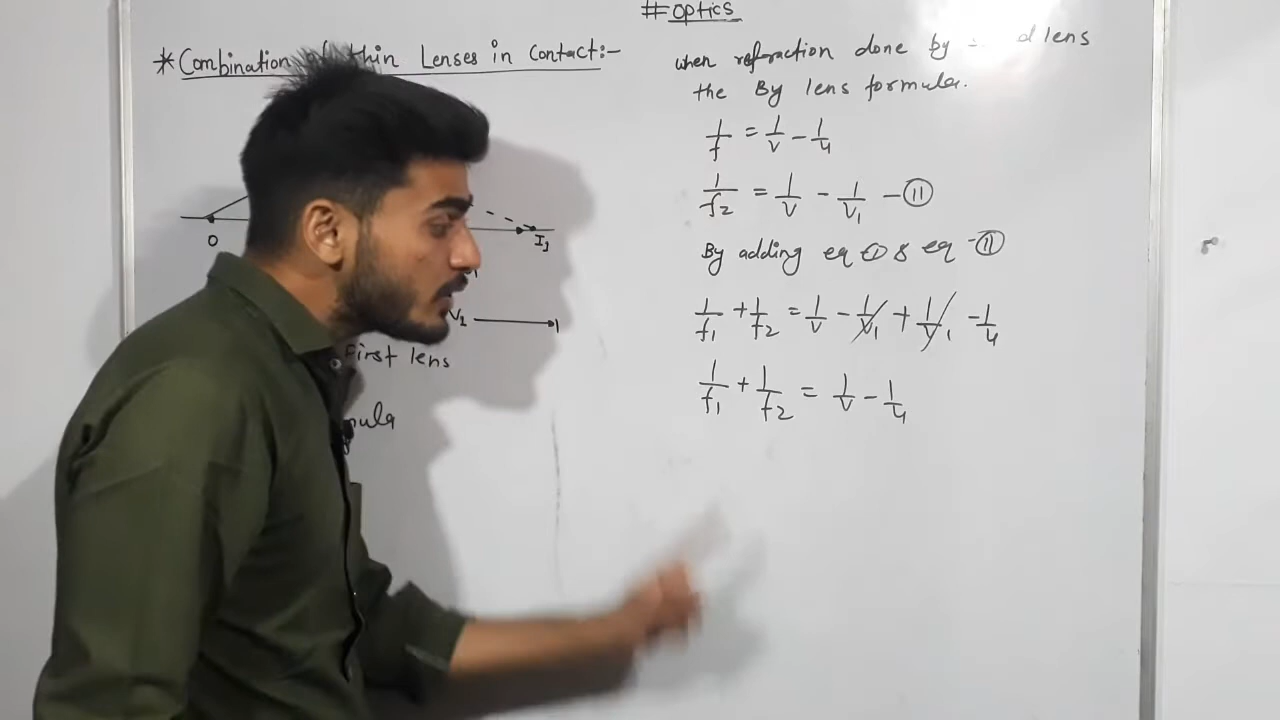 # optics
* Combination of thin Lenses in Contact:-
O
I₁
V₂
First lens
when refraction done by d lens
the By lens formula.
1/f = 1/v - 1/u
1/f₂ = 1/v - 1/v₁ - (II)
By adding eq (I) & eq - (II)
1/f₁ + 1/f₂ = 1/v - 1/v₁ + 1/v₁ - 1/u
1/f₁ + 1/f₂ = 1/v - 1/u